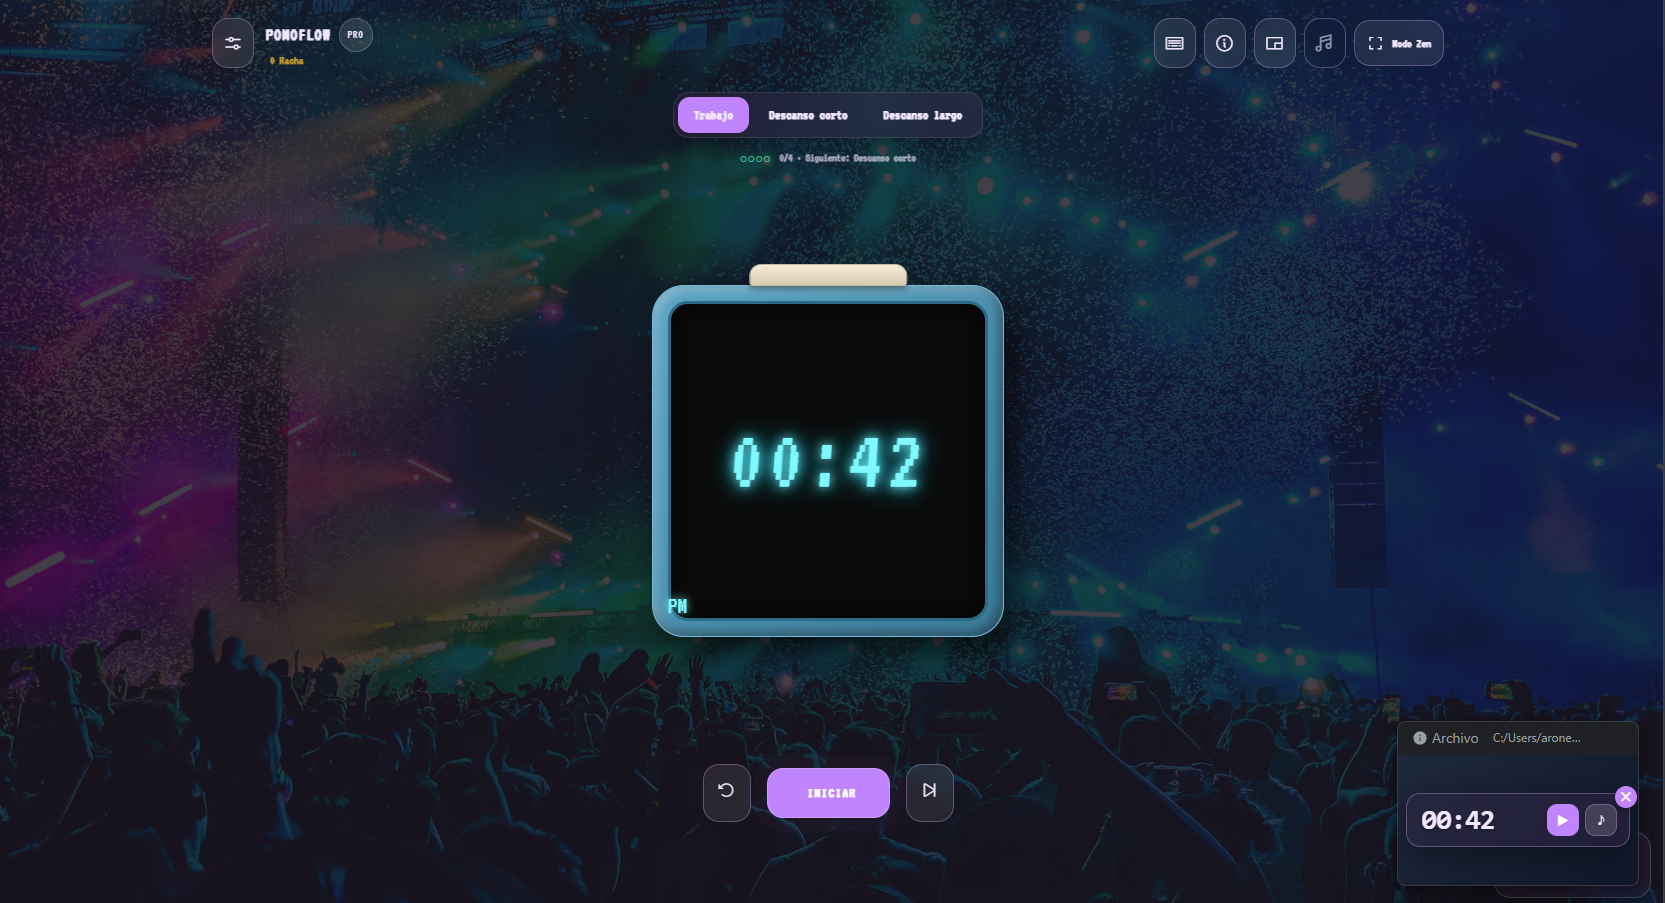 POMOFLOW PRO
0 Racha
Modo Zen
Trabajo Descanso corto Descanso largo
0/4 • Siguiente: Descanso corto
00:42
PM
INICIAR
Archivo C:/Users/arone...
00:42